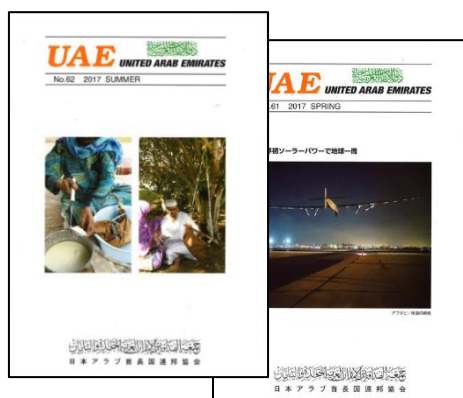 UAE UNITED ARAB EMIRATES
No.62 2017 SUMMER
日本アラブ首長国連邦協会
UAE UNITED ARAB EMIRATES
.61 2017 SPRING
初ソーラーパワーで地球一周
日本アラブ首長国連邦協会